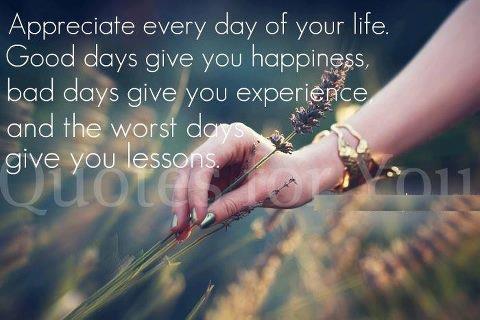 Appreciate every day of your life.
Good days give you happiness,
bad days give you experience,
and the worst days
give you lessons.
Quotes for You